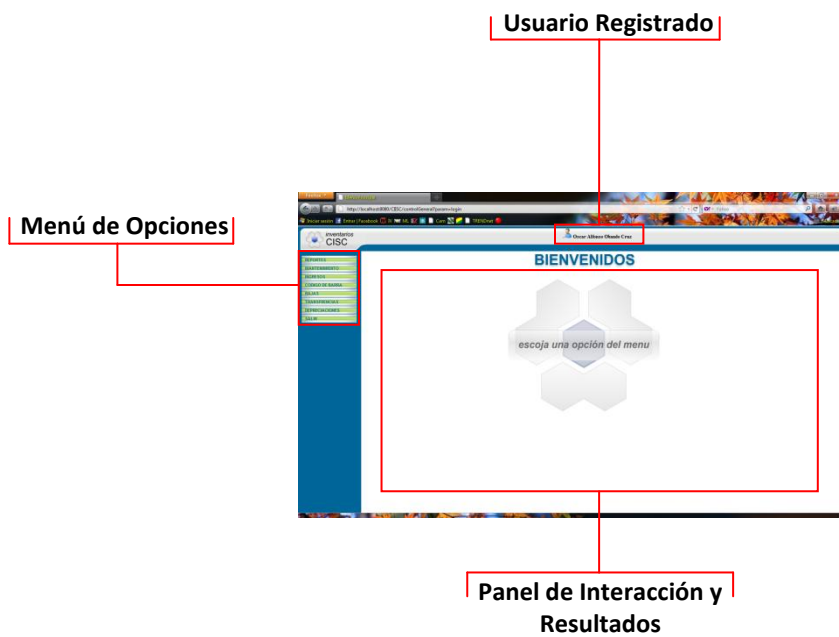 Usuario Registrado
Menú de Opciones
inventarios
CISC
Oscar Alfonso Obando Cruz
BIENVENIDOS
REPORTES
MANTENIMIENTO
INGRESOS
CODIGO DE BARRA
BAJAS
TRANSFERENCIAS
DEPRECIACIONES
SALIR
escoja una opción del menu
Panel de Interacción y
Resultados